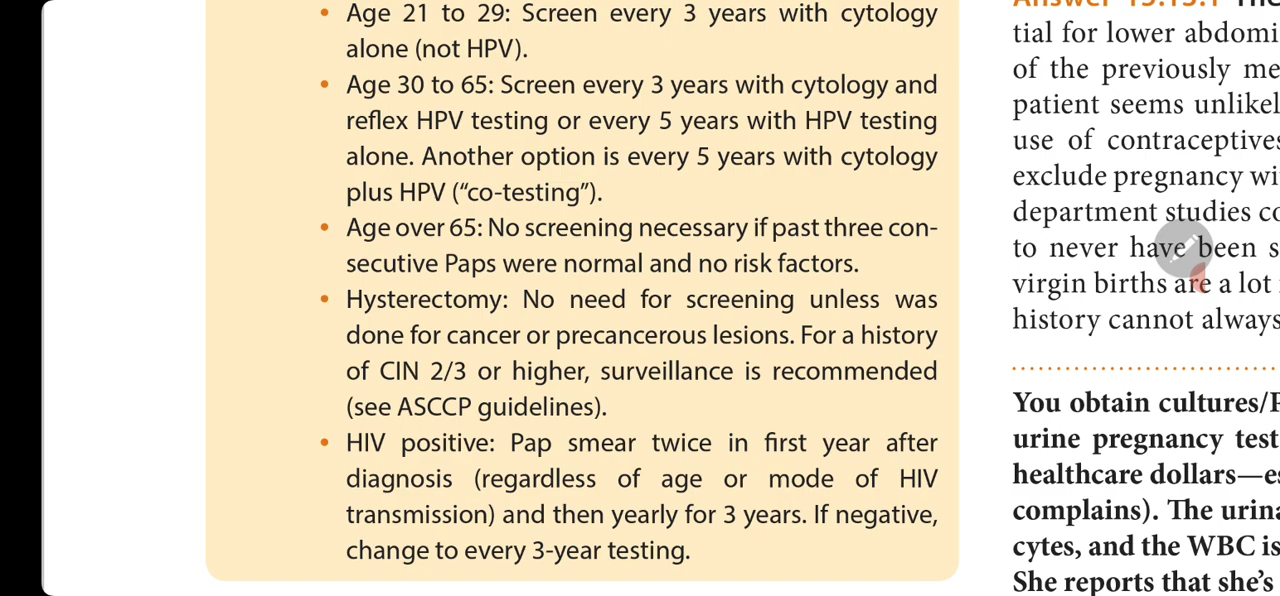 • Age 21 to 29: Screen every 3 years with cytology
alone (not HPV).
• Age 30 to 65: Screen every 3 years with cytology and
reflex HPV testing or every 5 years with HPV testing
alone. Another option is every 5 years with cytology
plus HPV (“co-testing”).
• Age over 65: No screening necessary if past three con-
secutive Paps were normal and no risk factors.
• Hysterectomy: No need for screening unless was
done for cancer or precancerous lesions. For a history
of CIN 2/3 or higher, surveillance is recommended
(see ASCCP guidelines).
• HIV positive: Pap smear twice in first year after
diagnosis (regardless of age or mode of HIV
transmission) and then yearly for 3 years. If negative,
change to every 3-year testing.
tial for lower abdomi
of the previously me
patient seems unlikel
use of contraceptives
exclude pregnancy wi
department studies co
to never have been s
virgin births are a lot
history cannot always
You obtain cultures/P
urine pregnancy test
healthcare dollars—es
complains). The urina
cytes, and the WBC is
She reports that she’s